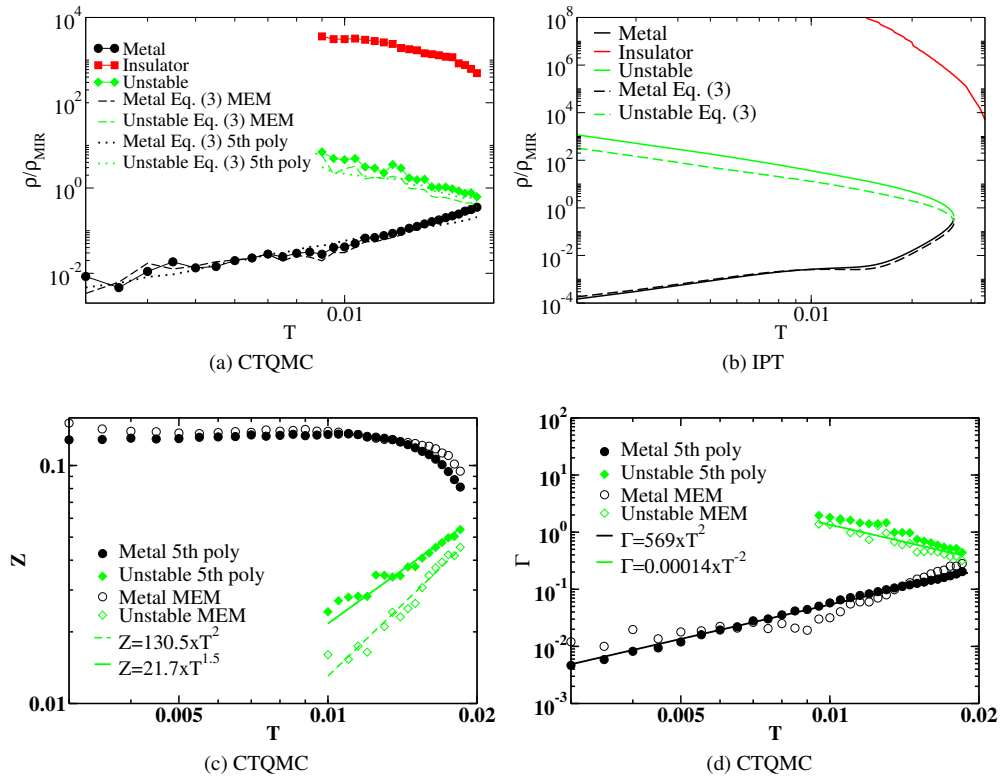 10^4
10^2
10^0
10^-2
ρ/ρ_MIR
Metal
Insulator
Unstable
Metal Eq. (3) MEM
Unstable Eq. (3) MEM
Metal Eq. (3) 5th poly
Unstable Eq. (3) 5th poly
0.01
T
(a) CTQMC
10^8
10^6
10^4
10^2
10^0
10^-2
10^-4
ρ/ρ_MIR
Metal
Insulator
Unstable
Metal Eq. (3)
Unstable Eq. (3)
0.01
T
(b) IPT
0.1
0.01
Z
Metal 5th poly
Unstable 5th poly
Metal MEM
Unstable MEM
Z=130.5xT^2
Z=21.7xT^1.5
0.005
0.01
0.02
T
(c) CTQMC
10^2
10^1
10^0
10^-1
10^-2
10^-3
Γ
Metal 5th poly
Unstable 5th poly
Metal MEM
Unstable MEM
Γ=569xT^2
Γ=0.00014xT^-2
0.005
0.01
0.02
T
(d) CTQMC